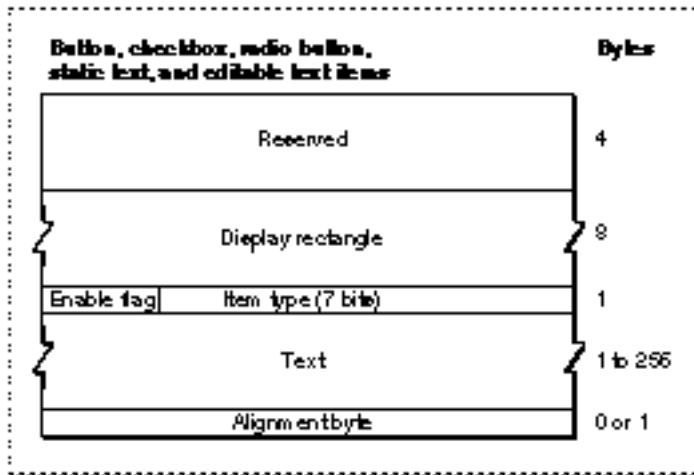 Button, checkbox, radio button, Bytes
static text, and editable text items
Reserved 4
Display rectangle 8
Enable flag Item type (7 bits) 1
Text 1 to 256
Alignment byte 0 or 1